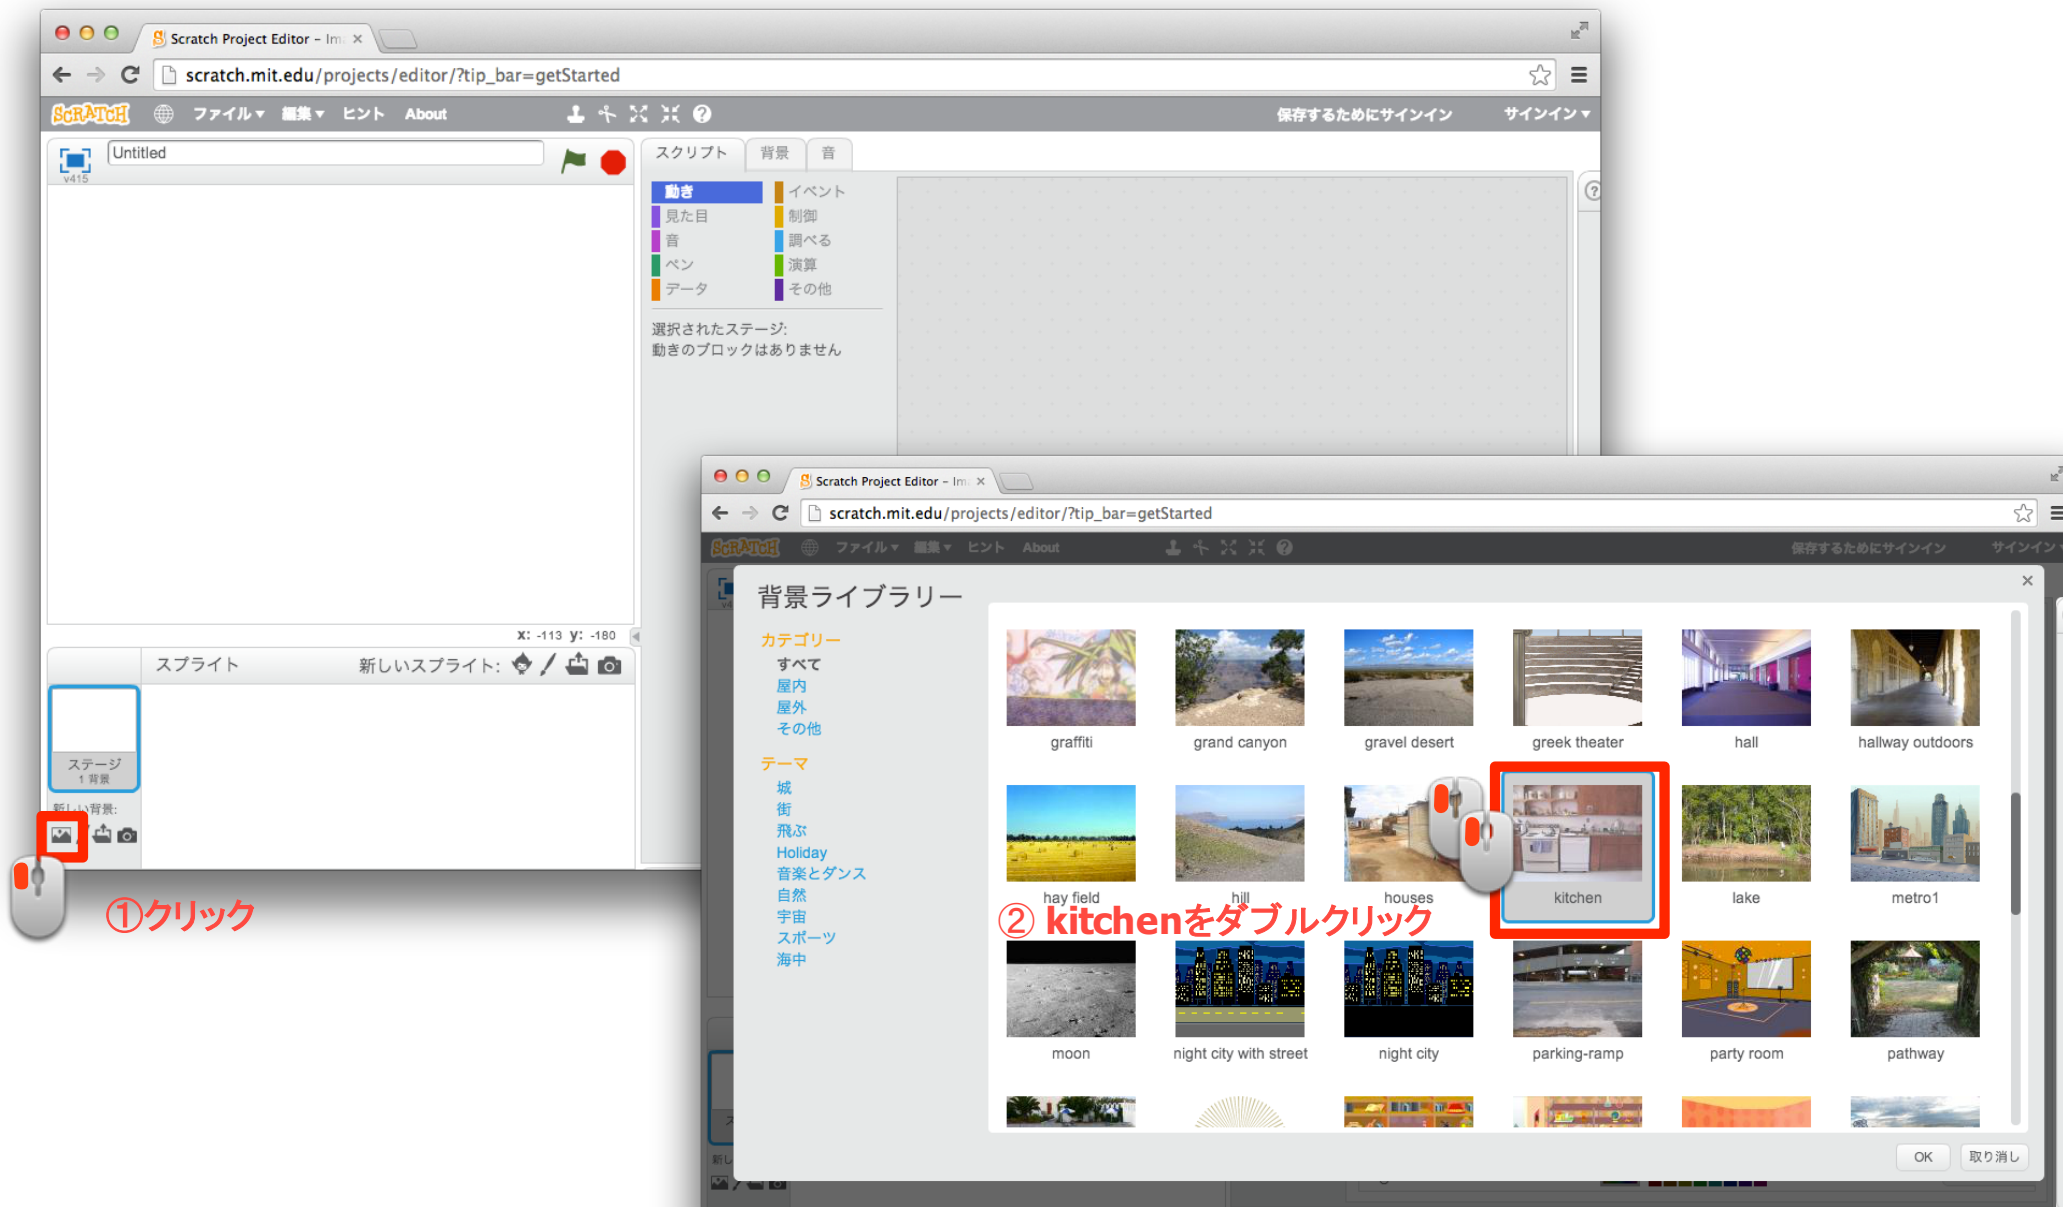 Scratch Project Editor – Im
scratch.mit.edu/projects/editor/?tip_bar=getStarted
SCRATCH ファイル▼ 編集▼ ヒント About 保存するためにサインイン サインイン▼
v415
Untitled
スクリプト 背景 音
動き イベント
見た目 制御
音 調べる
ペン 演算
データ その他
選択されたステージ:
動きのブロックはありません
x: -113 y: -180
スプライト 新しいスプライト:
ステージ
1 背景
新しい背景:
①クリック
Scratch Project Editor – Im
scratch.mit.edu/projects/editor/?tip_bar=getStarted
SCRATCH ファイル▼ 編集▼ ヒント About 保存するためにサインイン サインイン
背景ライブラリー
カテゴリー
すべて
屋内
屋外
その他
テーマ
城
街
飛ぶ
Holiday
音楽とダンス
自然
宇宙
スポーツ
海中
graffiti grand canyon gravel desert greek theater hall hallway outdoors
hay field hill houses kitchen lake metro1
② kitchenをダブルクリック
moon night city with street night city parking-ramp party room pathway
OK 取り消し